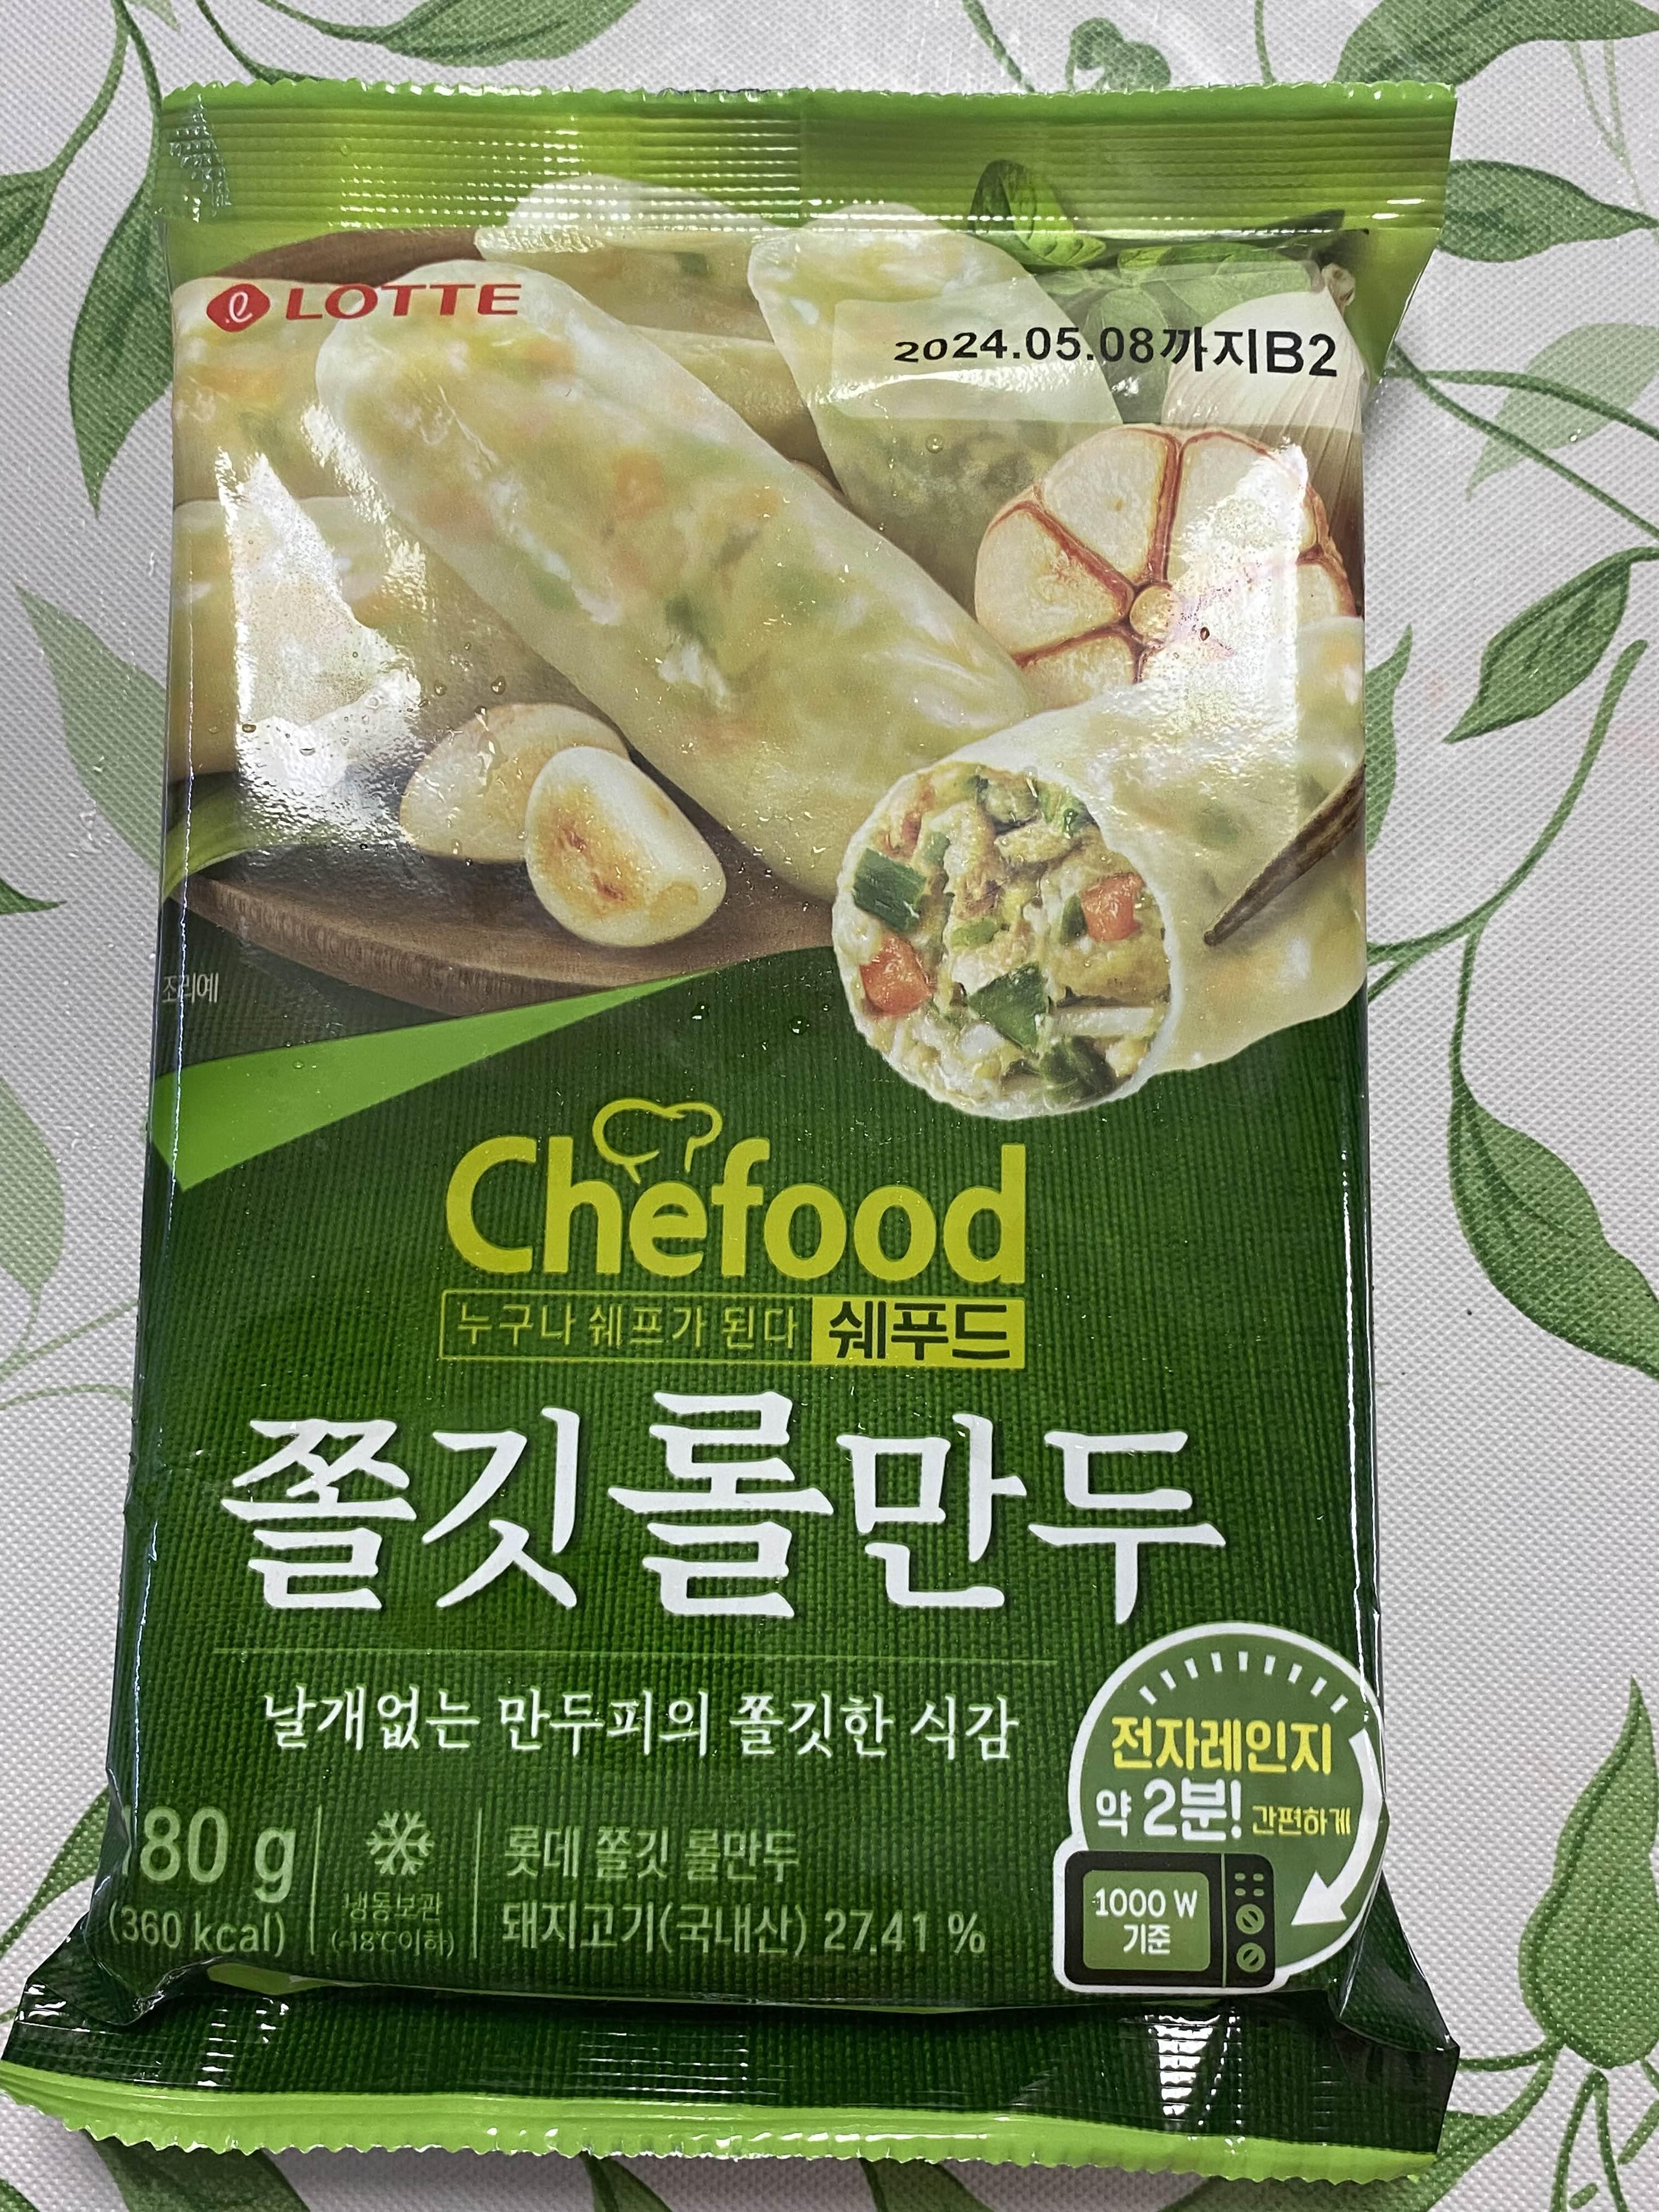 LOTTE
2024.05.08까지B2
조리예
Chefood
누구나 쉐프가 된다 쉐푸드
쫄깃롤만두
날개없는 만두피의 쫄깃한 식감
전자레인지
약 2분! 간편하게
1000 W
기준
180 g
(360 kcal)
냉동보관
(-18℃이하)
롯데 쫄깃 롤만두
돼지고기(국내산) 27.41 %